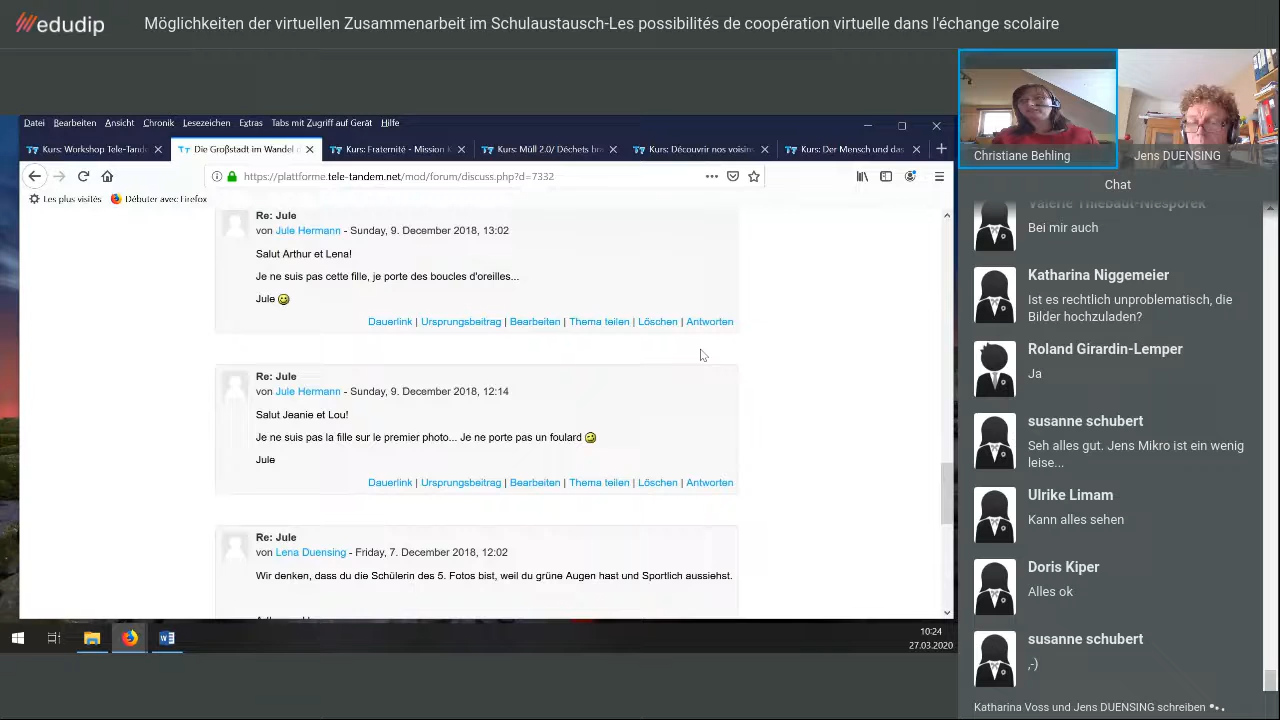 edudip
Möglichkeiten der virtuellen Zusammenarbeit im Schulaustausch-Les possibilités de coopération virtuelle dans l'échange scolaire
Datei Bearbeiten Ansicht Chronik Lesezeichen Extras Tabs mit Zugriff auf Gerät Hilfe
Kurs: Workshop Tele-Tande
Die Großstadt im Wandel
Kurs: Fraternité - Mission
Kurs: Müll 2.0/ Déchets
Kurs: Découvr nos voisins
Kurs: Der Mensch und das
https://plattforme.tele-tandem.net/mod/forum/discuss.php?d=7332
Les plus visités
Débuter avec Firefox
Re: Jule
von Jule Hermann - Sunday, 9. December 2018, 13:02
Salut Arthur et Lena!
Je ne suis pas cette fille, je porte des boucles d'oreilles...
Jule
Dauerlink | Ursprungsbeitrag | Bearbeiten | Thema teilen | Löschen | Antworten
Re: Jule
von Jule Hermann - Sunday, 9. December 2018, 12:14
Salut Jeanie et Lou!
Je ne suis pas la fille sur le premier photo... Je ne porte pas un foulard
Jule
Dauerlink | Ursprungsbeitrag | Bearbeiten | Thema teilen | Löschen | Antworten
Re: Jule
von Lena Duensing - Friday, 7. December 2018, 12:02
Wir denken, dass du die Schülerin des 5. Fotos bist, weil du grüne Augen hast und Sportlich aussiehst.
10:24
27.03.2020
Christiane Behling
Jens DUENSING
Chat
Valérie Thiébaut-Niesporek
Bei mir auch
Katharina Niggemeier
Ist es rechtlich unproblematisch, die
Bilder hochzuladen?
Roland Girardin-Lemper
Ja
susanne schubert
Seh alles gut. Jens Mikro ist ein wenig
leise...
Ulrike Limam
Kann alles sehen
Doris Kiper
Alles ok
susanne schubert
,-)
Katharina Voss und Jens DUENSING schreiben